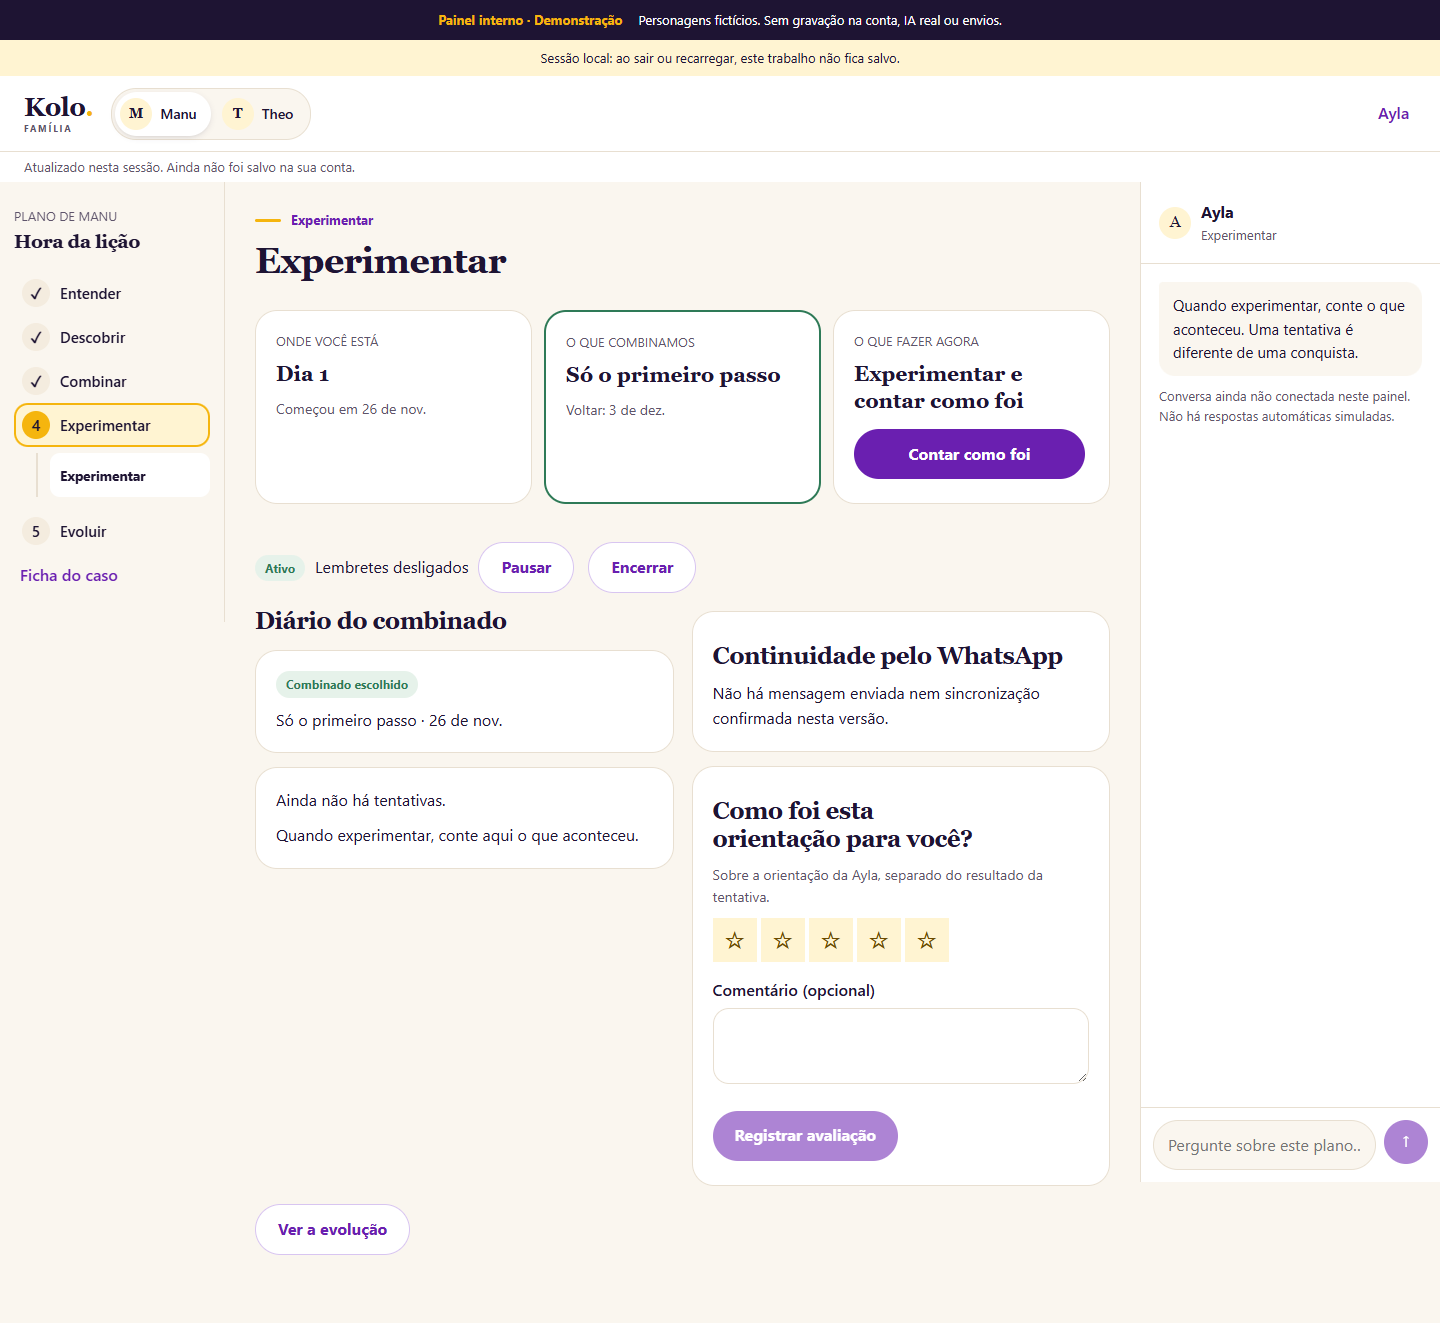 Painel interno · Demonstração Personagens fictícios. Sem gravação na conta, IA real ou envios.
Sessão local: ao sair ou recarregar, este trabalho não fica salvo.
Kolo.
FAMÍLIA
M Manu
T Theo
Ayla
Atualizado nesta sessão. Ainda não foi salvo na sua conta.
PLANO DE MANU
Hora da lição
✓ Entender
✓ Descobrir
✓ Combinar
4 Experimentar
Experimentar
5 Evoluir
Ficha do caso
Experimentar
Experimentar
ONDE VOCÊ ESTÁ
Dia 1
Começou em 26 de nov.
O QUE COMBINAMOS
Só o primeiro passo
Voltar: 3 de dez.
O QUE FAZER AGORA
Experimentar e
contar como foi
Contar como foi
Ativo Lembretes desligados Pausar Encerrar
Diário do combinado
Combinado escolhido
Só o primeiro passo · 26 de nov.
Ainda não há tentativas.
Quando experimentar, conte aqui o que aconteceu.
Continuidade pelo WhatsApp
Não há mensagem enviada nem sincronização
confirmada nesta versão.
Como foi esta
orientação para você?
Sobre a orientação da Ayla, separado do resultado da
tentativa.
☆ ☆ ☆ ☆ ☆
Comentário (opcional)
Registrar avaliação
Ver a evolução
A Ayla
Experimentar
Quando experimentar, conte o que
aconteceu. Uma tentativa é
diferente de uma conquista.
Conversa ainda não conectada neste painel.
Não há respostas automáticas simuladas.
Pergunte sobre este plano..
↑